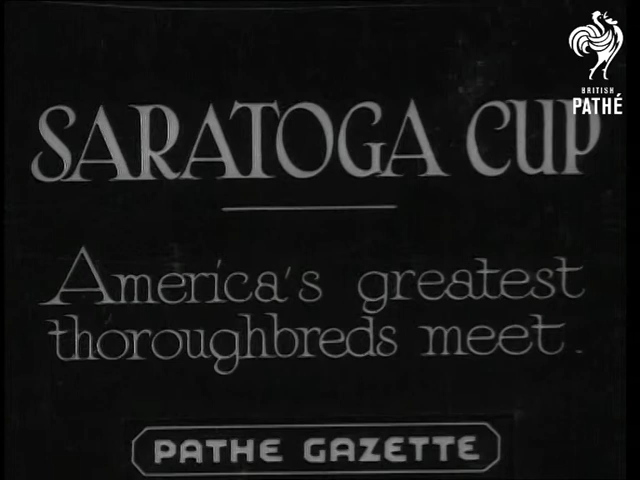 BRITISH
PATHÉ
SARATOGA CUP
America's greatest
thoroughbreds meet.
PATHE GAZETTE